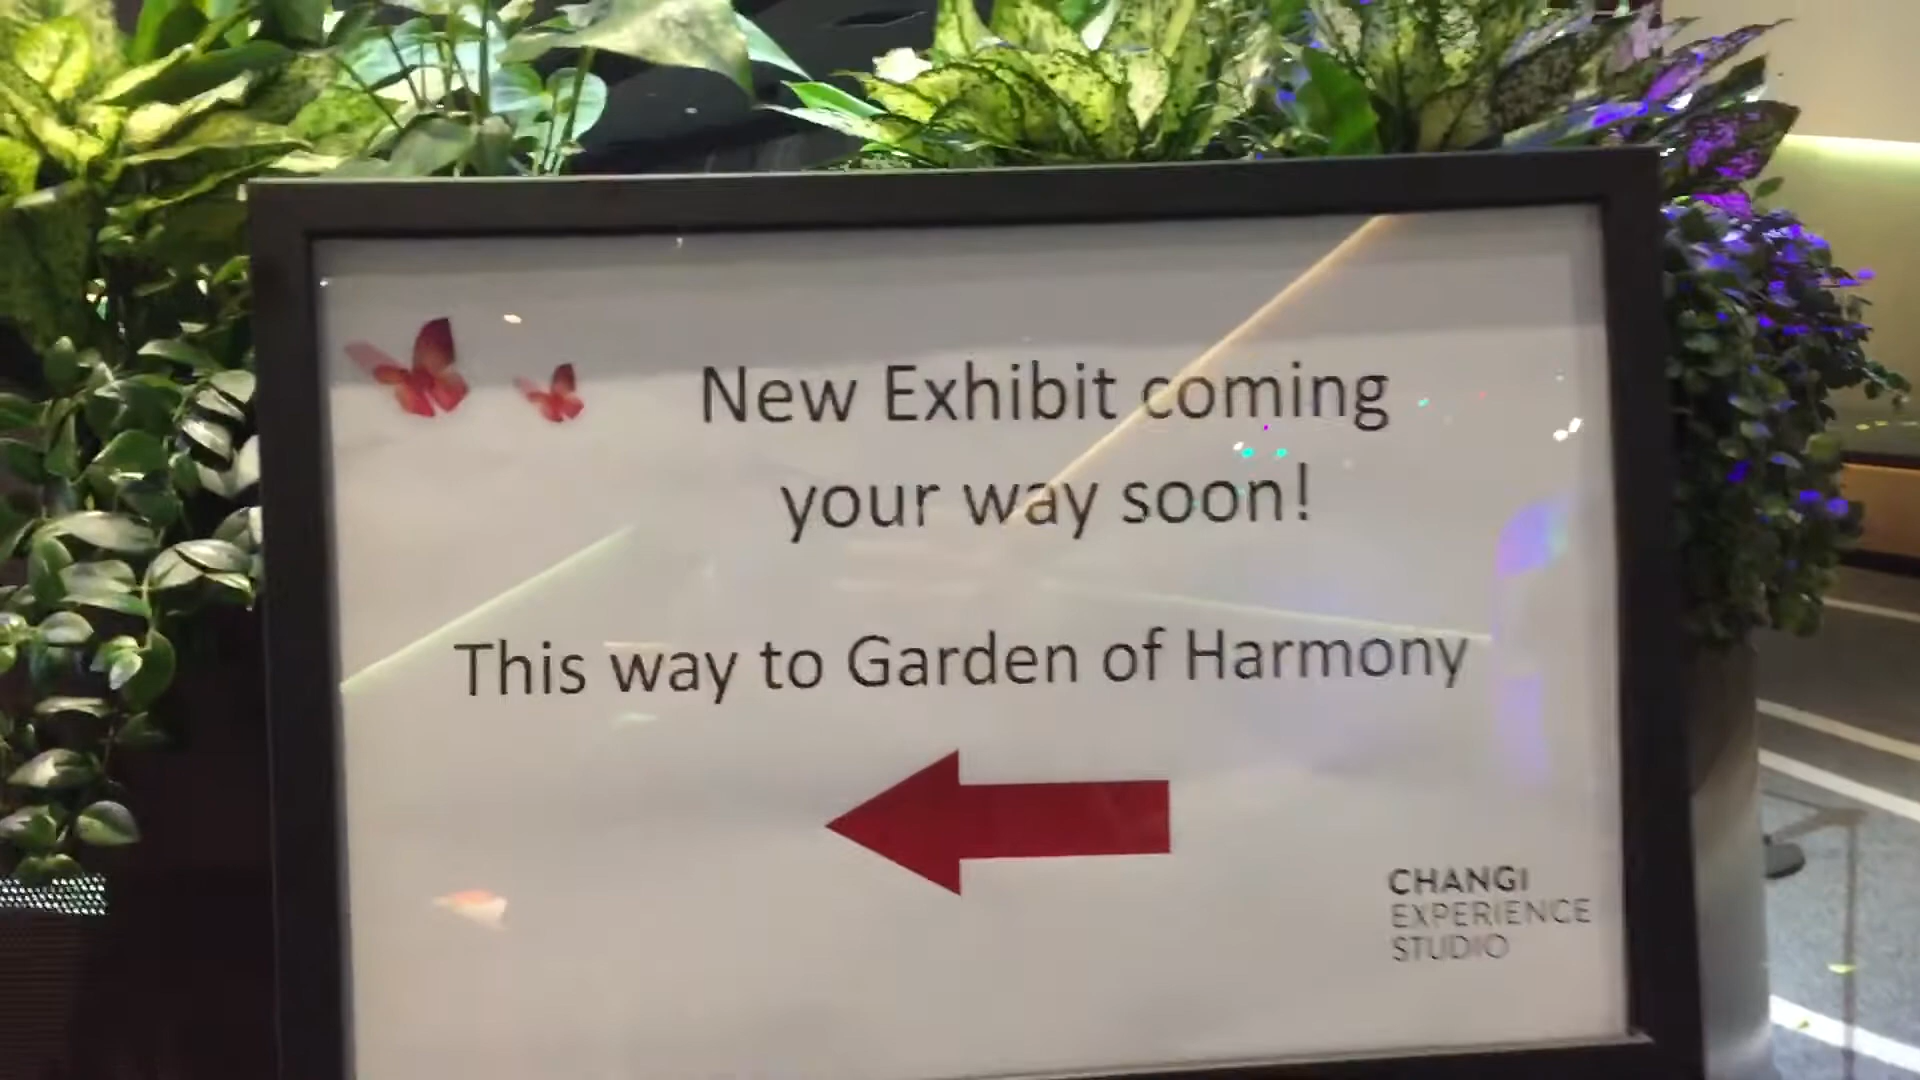 New Exhibit coming
your way soon!
This way to Garden of Harmony
CHANGI
EXPERIENCE
STUDIO